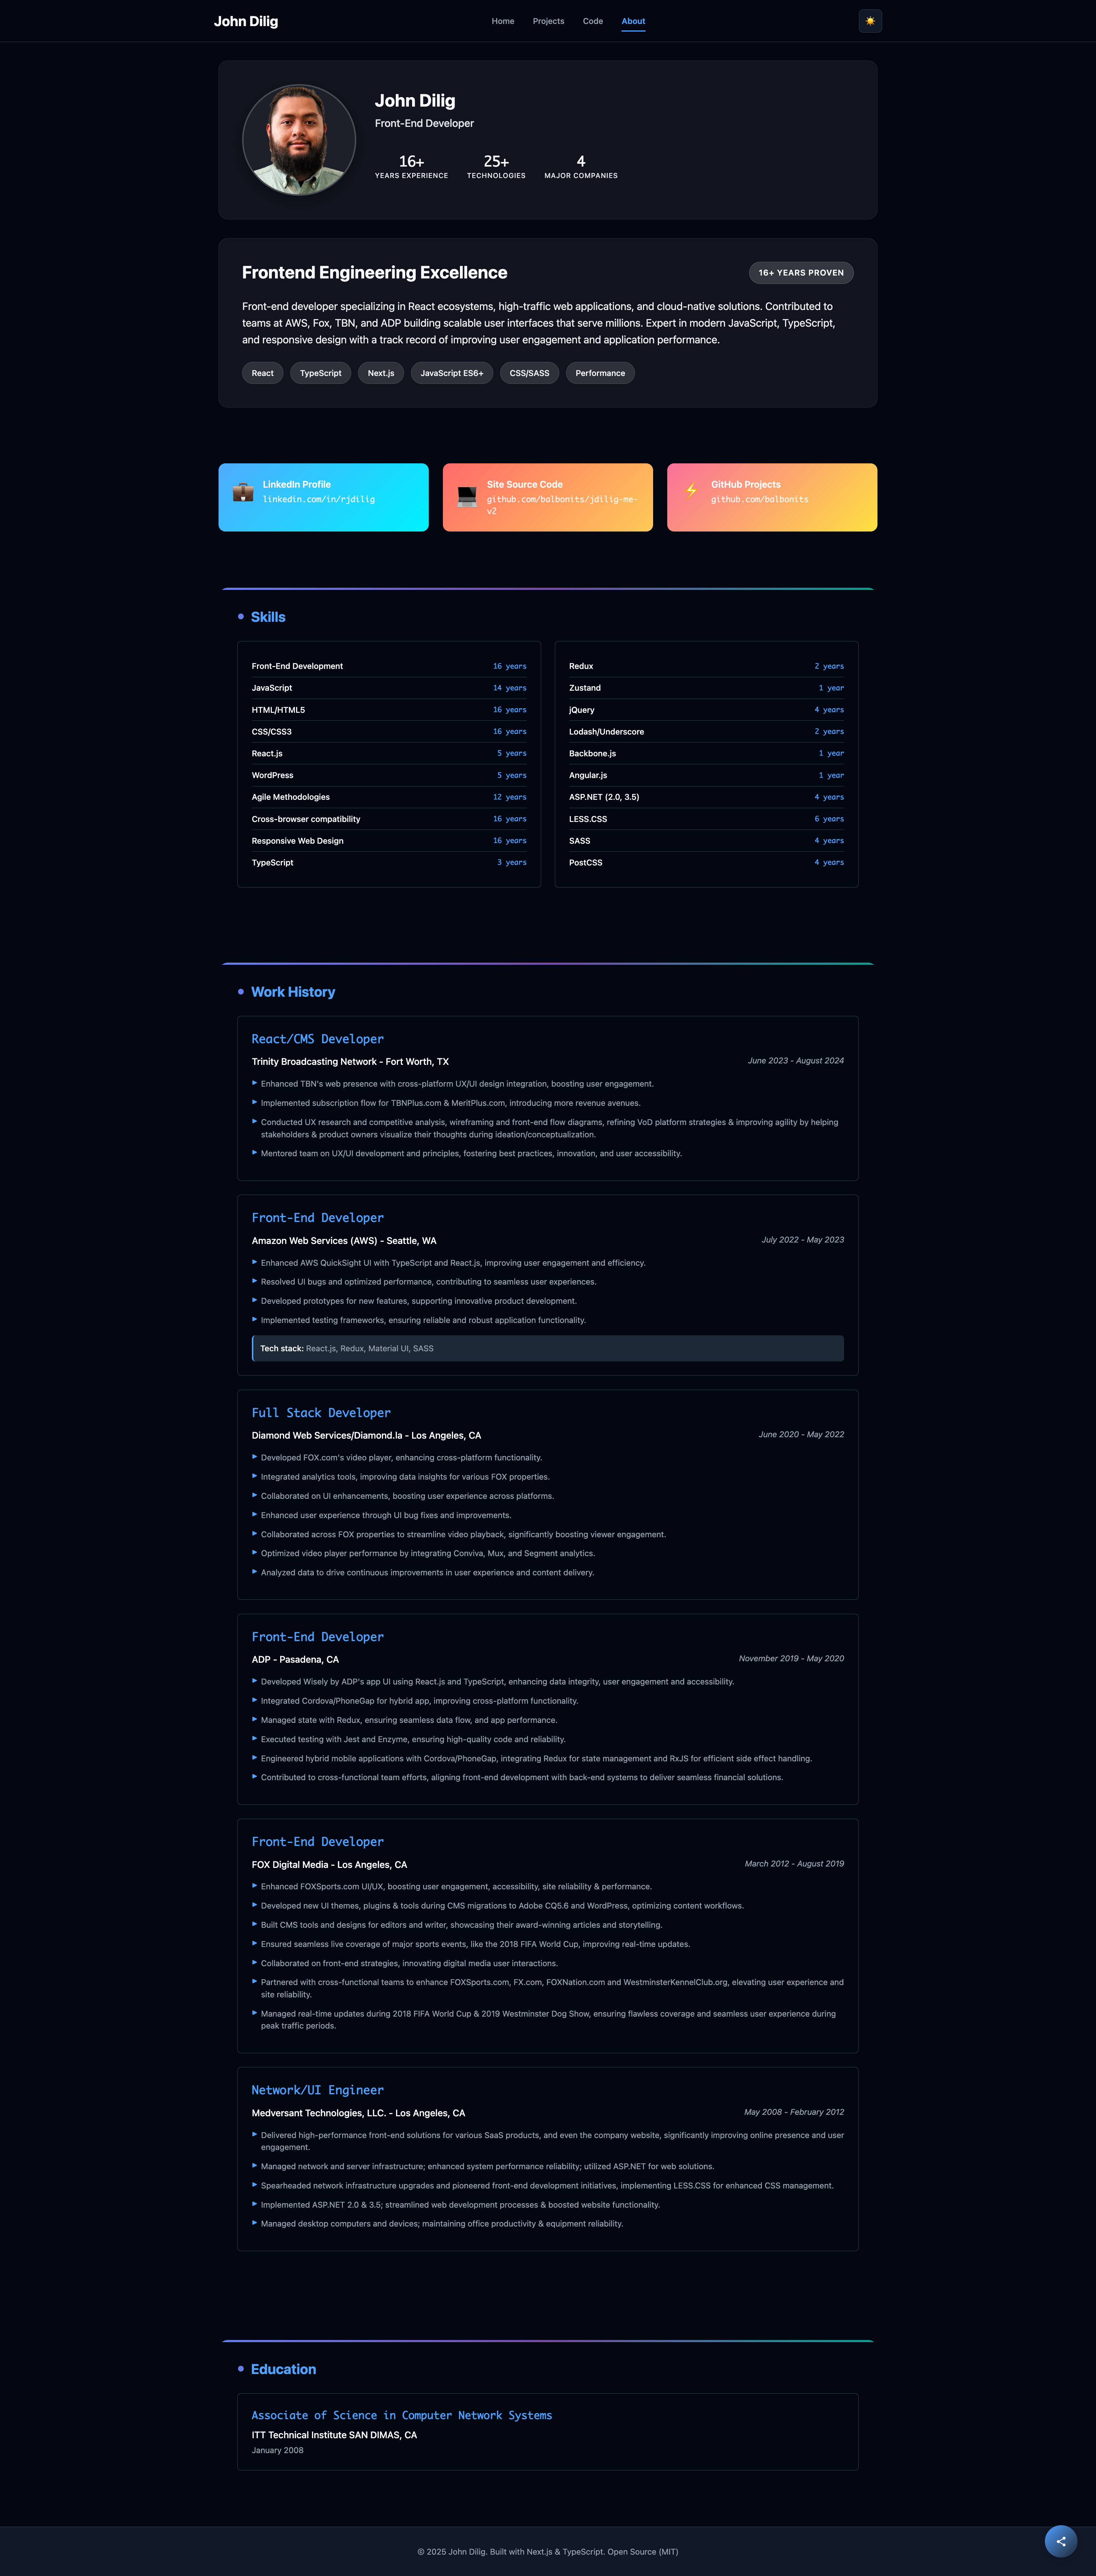 John Dilig
Home Projects Code About
John Dilig
Front-End Developer
16+ 25+ 4
YEARS EXPERIENCE TECHNOLOGIES MAJOR COMPANIES
Frontend Engineering Excellence
16+ YEARS PROVEN
Front-end developer specializing in React ecosystems, high-traffic web applications, and cloud-native solutions. Contributed to
teams at AWS, Fox, TBN, and ADP building scalable user interfaces that serve millions. Expert in modern JavaScript, TypeScript,
and responsive design with a track record of improving user engagement and application performance.
React TypeScript Next.js JavaScript ES6+ CSS/SASS Performance
LinkedIn Profile
linkedin.com/in/rjdilig
Site Source Code
github.com/balbonits/jdilig-me-
v2
GitHub Projects
github.com/balbonits
Skills
Front-End Development 16 years
JavaScript 14 years
HTML/HTML5 16 years
CSS/CSS3 16 years
React.js 5 years
WordPress 5 years
Agile Methodologies 12 years
Cross-browser compatibility 16 years
Responsive Web Design 16 years
TypeScript 3 years
Redux 2 years
Zustand 1 year
jQuery 4 years
Lodash/Underscore 2 years
Backbone.js 1 year
Angular.js 1 year
ASP.NET (2.0, 3.5) 4 years
LESS.CSS 6 years
SASS 4 years
PostCSS 4 years
Work History
React/CMS Developer
Trinity Broadcasting Network - Fort Worth, TX June 2023 - August 2024
Enhanced TBN's web presence with cross-platform UX/UI design integration, boosting user engagement.
Implemented subscription flow for TBNPlus.com & MeritPlus.com, introducing more revenue avenues.
Conducted UX research and competitive analysis, wireframing and front-end flow diagrams, refining VoD platform strategies & improving agility by helping
stakeholders & product owners visualize their thoughts during ideation/conceptualization.
Mentored team on UX/UI development and principles, fostering best practices, innovation, and user accessibility.
Front-End Developer
Amazon Web Services (AWS) - Seattle, WA July 2022 - May 2023
Enhanced AWS QuickSight UI with TypeScript and React.js, improving user engagement and efficiency.
Resolved UI bugs and optimized performance, contributing to seamless user experiences.
Developed prototypes for new features, supporting innovative product development.
Implemented testing frameworks, ensuring reliable and robust application functionality.
Tech stack: React.js, Redux, Material UI, SASS
Full Stack Developer
Diamond Web Services/Diamond.la - Los Angeles, CA June 2020 - May 2022
Developed FOX.com's video player, enhancing cross-platform functionality.
Integrated analytics tools, improving data insights for various FOX properties.
Collaborated on UI enhancements, boosting user experience across platforms.
Enhanced user experience through UI bug fixes and improvements.
Collaborated across FOX properties to streamline video playback, significantly boosting viewer engagement.
Optimized video player performance by integrating Conviva, Mux, and Segment analytics.
Analyzed data to drive continuous improvements in user experience and content delivery.
Front-End Developer
ADP - Pasadena, CA November 2019 - May 2020
Developed Wisely by ADP's app UI using React.js and TypeScript, enhancing data integrity, user engagement and accessibility.
Integrated Cordova/PhoneGap for hybrid app, improving cross-platform functionality.
Managed state with Redux, ensuring seamless data flow, and app performance.
Executed testing with Jest and Enzyme, ensuring high-quality code and reliability.
Engineered hybrid mobile applications with Cordova/PhoneGap, integrating Redux for state management and RxJS for efficient side effect handling.
Contributed to cross-functional team efforts, aligning front-end development with back-end systems to deliver seamless financial solutions.
Front-End Developer
FOX Digital Media - Los Angeles, CA March 2012 - August 2019
Enhanced FOXSports.com UI/UX, boosting user engagement, accessibility, site reliability & performance.
Developed new UI themes, plugins & tools during CMS migrations to Adobe CQ5.6 and WordPress, optimizing content workflows.
Built CMS tools and designs for editors and writer, showcasing their award-winning articles and storytelling.
Ensured seamless live coverage of major sports events, like the 2018 FIFA World Cup, improving real-time updates.
Collaborated on front-end strategies, innovating digital media user interactions.
Partnered with cross-functional teams to enhance FOXSports.com, FX.com, FOXNation.com and WestminsterKennelClub.org, elevating user experience and
site reliability.
Managed real-time updates during 2018 FIFA World Cup & 2019 Westminster Dog Show, ensuring flawless coverage and seamless user experience during
peak traffic periods.
Network/UI Engineer
Medversant Technologies, LLC. - Los Angeles, CA May 2008 - February 2012
Delivered high-performance front-end solutions for various SaaS products, and even the company website, significantly improving online presence and user
engagement.
Managed network and server infrastructure; enhanced system performance reliability; utilized ASP.NET for web solutions.
Spearheaded network infrastructure upgrades and pioneered front-end development initiatives, implementing LESS.CSS for enhanced CSS management.
Implemented ASP.NET 2.0 & 3.5; streamlined web development processes & boosted website functionality.
Managed desktop computers and devices; maintaining office productivity & equipment reliability.
Education
Associate of Science in Computer Network Systems
ITT Technical Institute SAN DIMAS, CA
January 2008
© 2025 John Dilig. Built with Next.js & TypeScript. Open Source (MIT)